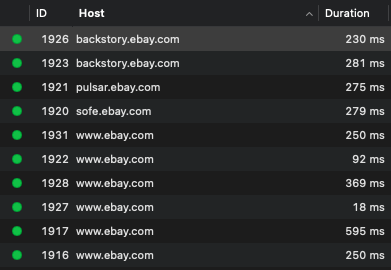 ID Host Duration
1926 backstory.ebay.com 230 ms
1923 backstory.ebay.com 281 ms
1921 pulsar.ebay.com 275 ms
1920 sofe.ebay.com 279 ms
1931 www.ebay.com 250 ms
1922 www.ebay.com 92 ms
1928 www.ebay.com 369 ms
1927 www.ebay.com 18 ms
1917 www.ebay.com 595 ms
1916 www.ebay.com 250 ms